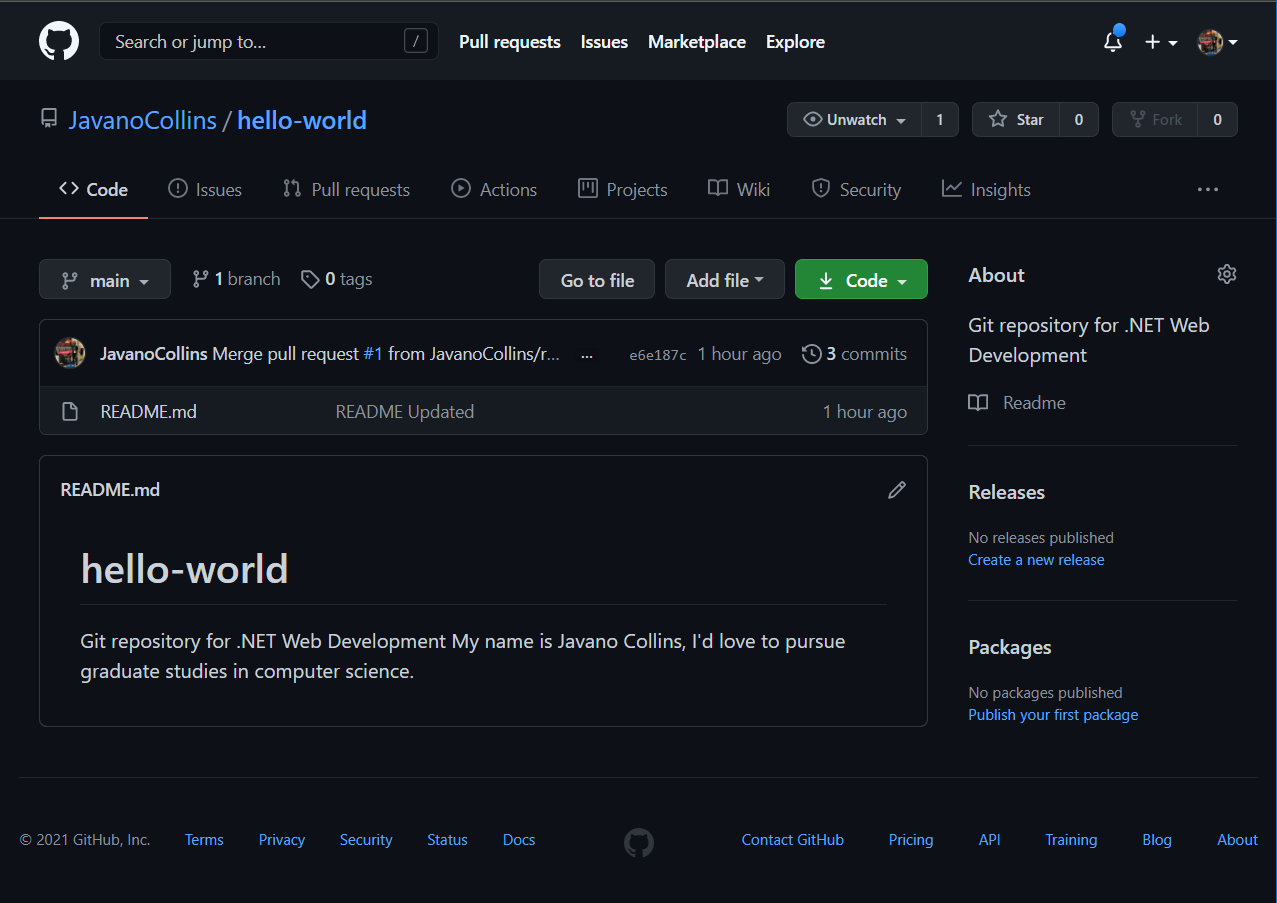 Search or jump to... /
Pull requests Issues Marketplace Explore
JavanoCollins / hello-world
Unwatch 1 Star 0 Fork 0
Code Issues Pull requests Actions Projects Wiki Security Insights ...
main 1 branch 0 tags Go to file Add file Code
JavanoCollins Merge pull request #1 from JavanoCollins/r... ... e6e187c 1 hour ago 3 commits
README.md README Updated 1 hour ago
README.md
hello-world
Git repository for .NET Web Development My name is Javano Collins, I'd love to pursue
graduate studies in computer science.
About
Git repository for .NET Web
Development
Readme
Releases
No releases published
Create a new release
Packages
No packages published
Publish your first package
© 2021 GitHub, Inc. Terms Privacy Security Status Docs Contact GitHub Pricing API Training Blog About